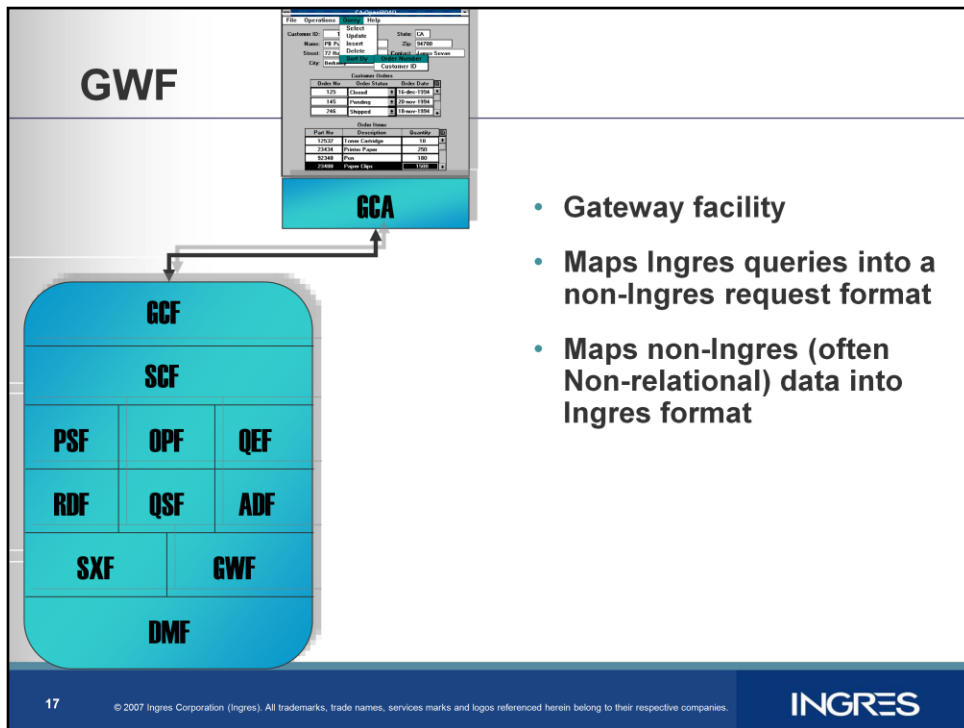 GWF
File Operations Query Help
Select
Update
Insert
Delete
Sort By Order Number
Customer ID
Customer ID:
State: CA
Name: PB
Zip: 94700
Street: 77
City:
Customer Orders
Order No Order Status Order Date
125 Closed 16-dec-1994
145 Pending 20-nov-1994
246 Shipped 18-nov-1994
Order Items
Part No Description Quantity
12532 Toner Cartridge 10
23434 Printer Paper 250
92340 Pen 100
23400 Paper Clips 1500
GCA
• Gateway facility
• Maps Ingres queries into a
non-Ingres request format
• Maps non-Ingres (often
Non-relational) data into
Ingres format
GCF
SCF
PSF OPF QEF
RDF QSF ADF
SXF GWF
DMF
17
© 2007 Ingres Corporation (Ingres). All trademarks, trade names, services marks and logos referenced herein belong to their respective companies.
INGRES